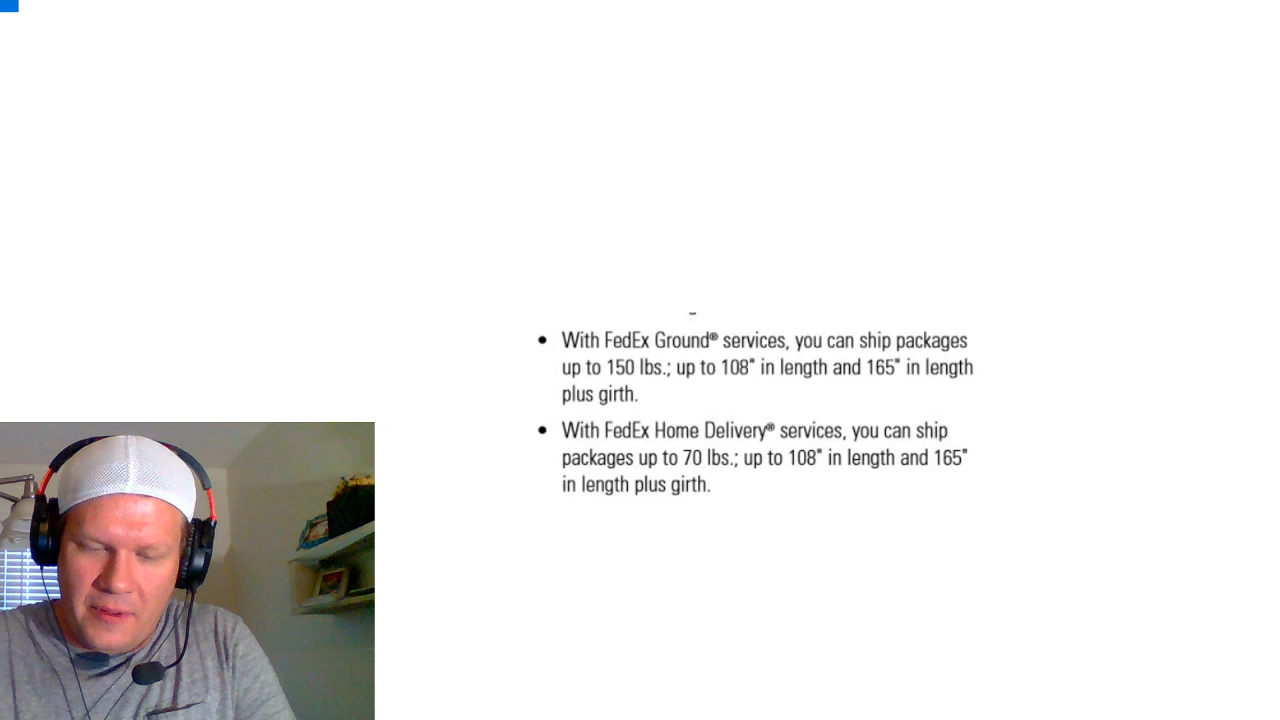 • With FedEx Ground® services, you can ship packages
up to 150 lbs.; up to 108" in length and 165" in length
plus girth.
• With FedEx Home Delivery® services, you can ship
packages up to 70 lbs.; up to 108" in length and 165"
in length plus girth.